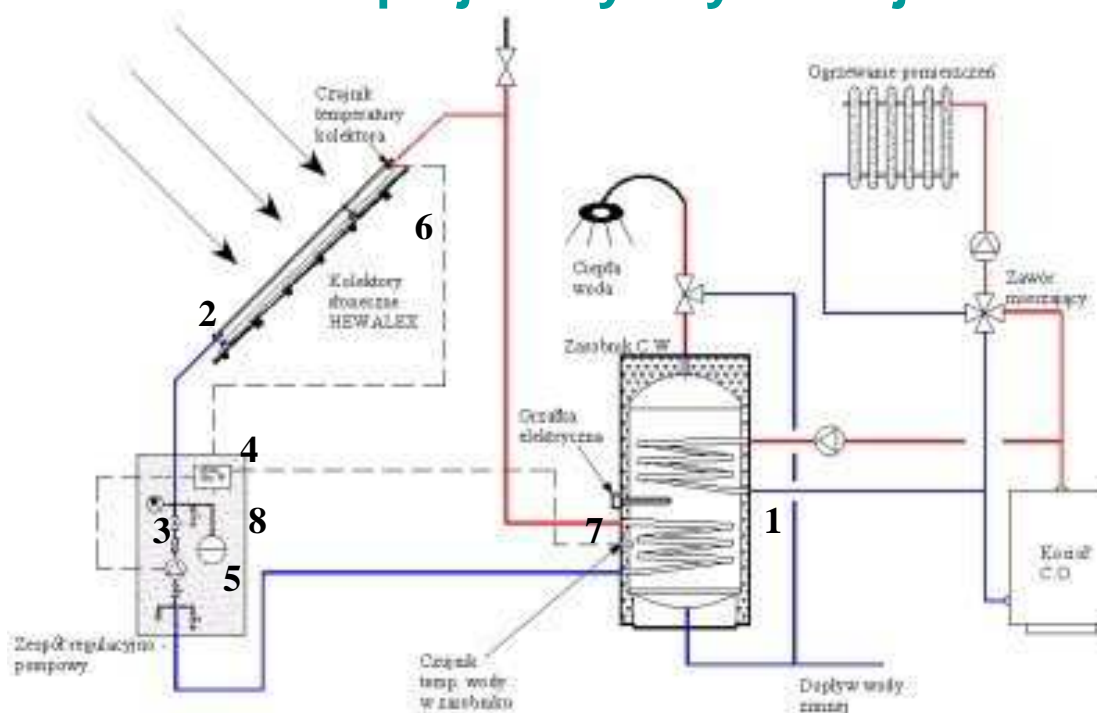 Czujnik
temperatury
kolektora
Ogrzewanie pomieszczeń
6
Ciepła
woda
Zawór
mieszający
Kolektory
słoneczne
HEWALEX
2
Zasobnik C.W.
Grzałka
elektryczna
4
3
8
7
1
5
Kocioł
C.O.
Zespół regulacyjno -
pompowy
Czujnik
temp. wody
w zasobniku
Dopływ wody
zimnej